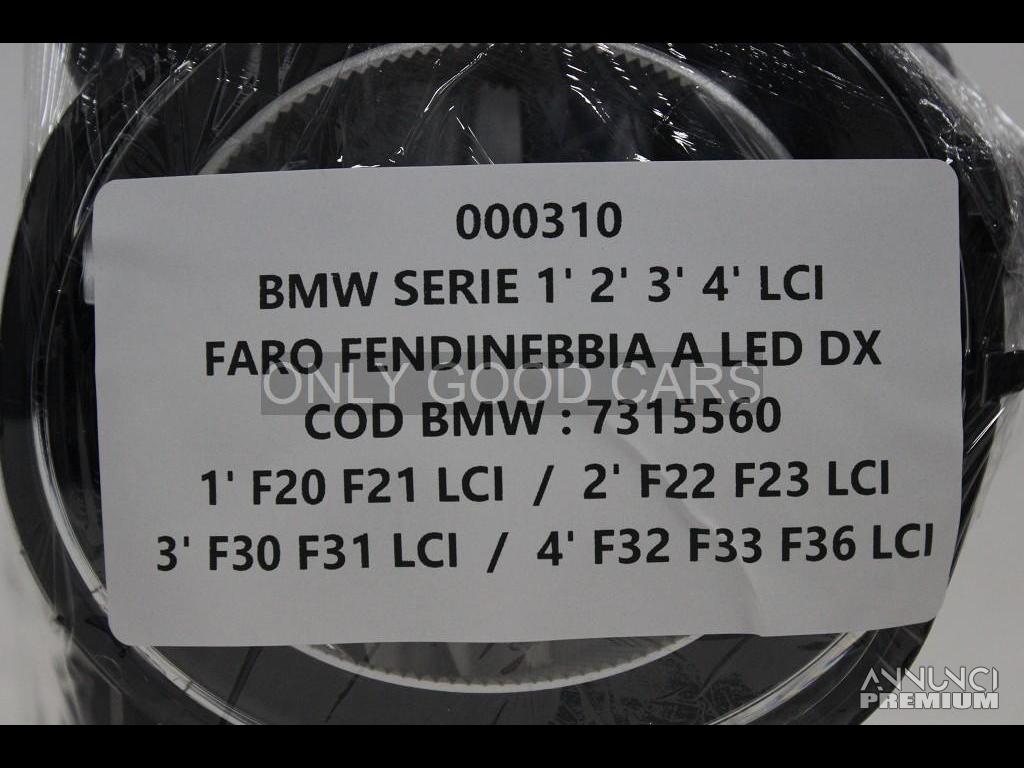 000310
BMW SERIE 1' 2' 3' 4' LCI
FARO FENDINEBBIA A LED DX
ONLY GOOD CARS
COD BMW : 7315560
1' F20 F21 LCI / 2' F22 F23 LCI
3' F30 F31 LCI / 4' F32 F33 F36 LCI
ANNUNCI
PREMIUM